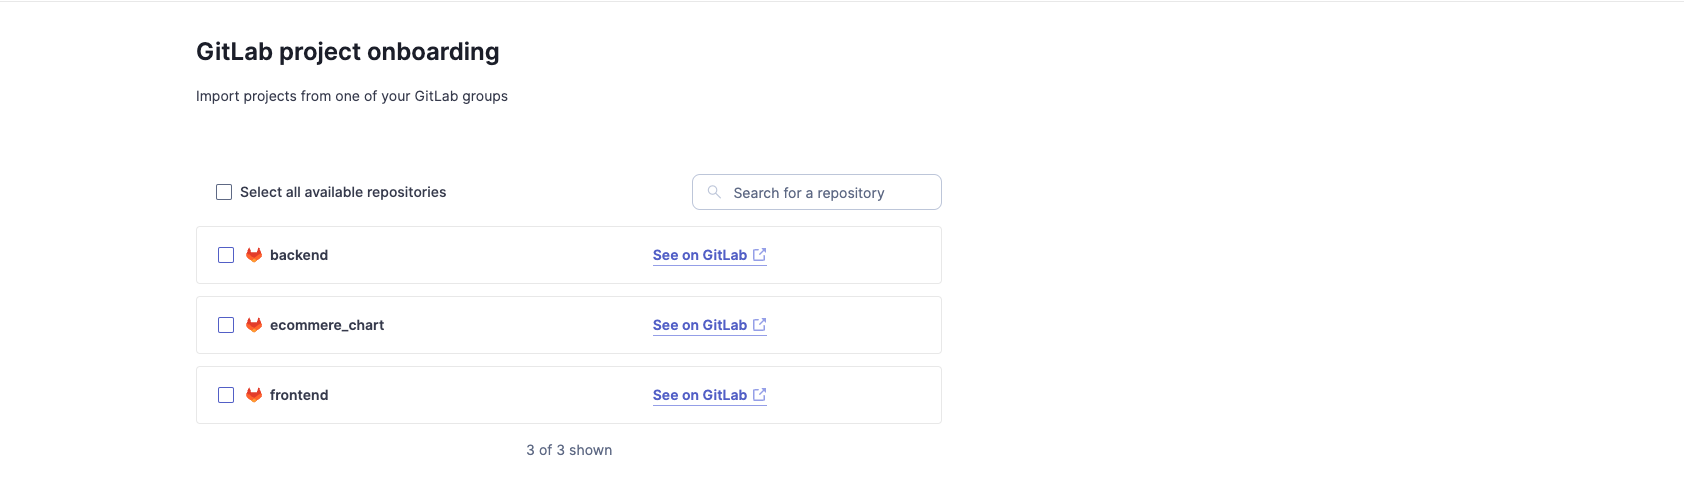 GitLab project onboarding
Import projects from one of your GitLab groups
Select all available repositories
Search for a repository
backend
See on GitLab
ecommere_chart
See on GitLab
frontend
See on GitLab
3 of 3 shown